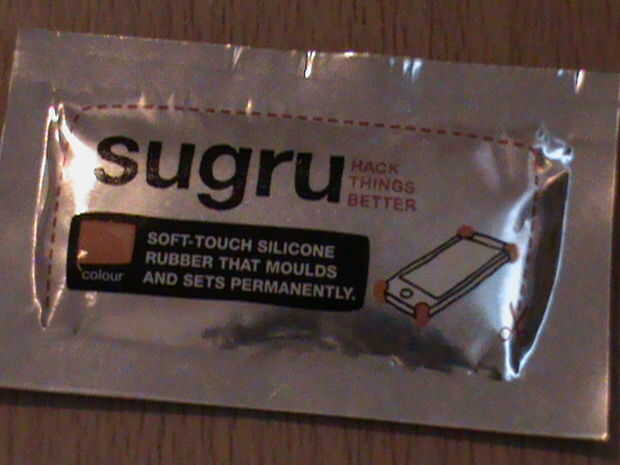 sugru
HACK
THINGS
BETTER
colour
SOFT-TOUCH SILICONE
RUBBER THAT MOULDS
AND SETS PERMANENTLY.